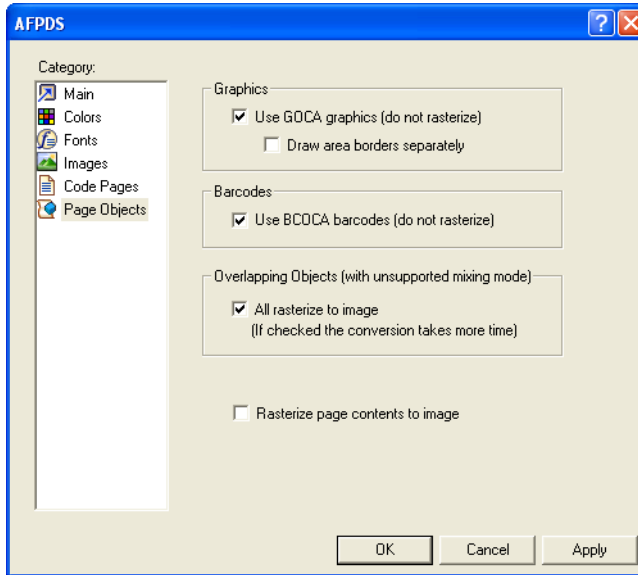 AFPDS
Category:
Main
Colors
Fonts
Images
Code Pages
Page Objects
Graphics
Use GOCA graphics (do not rasterize)
Draw area borders separately
Barcodes
Use BCOCA barcodes (do not rasterize)
Overlapping Objects (with unsupported mixing mode)
All rasterize to image
(If checked the conversion takes more time)
Rasterize page contents to image
OK Cancel Apply